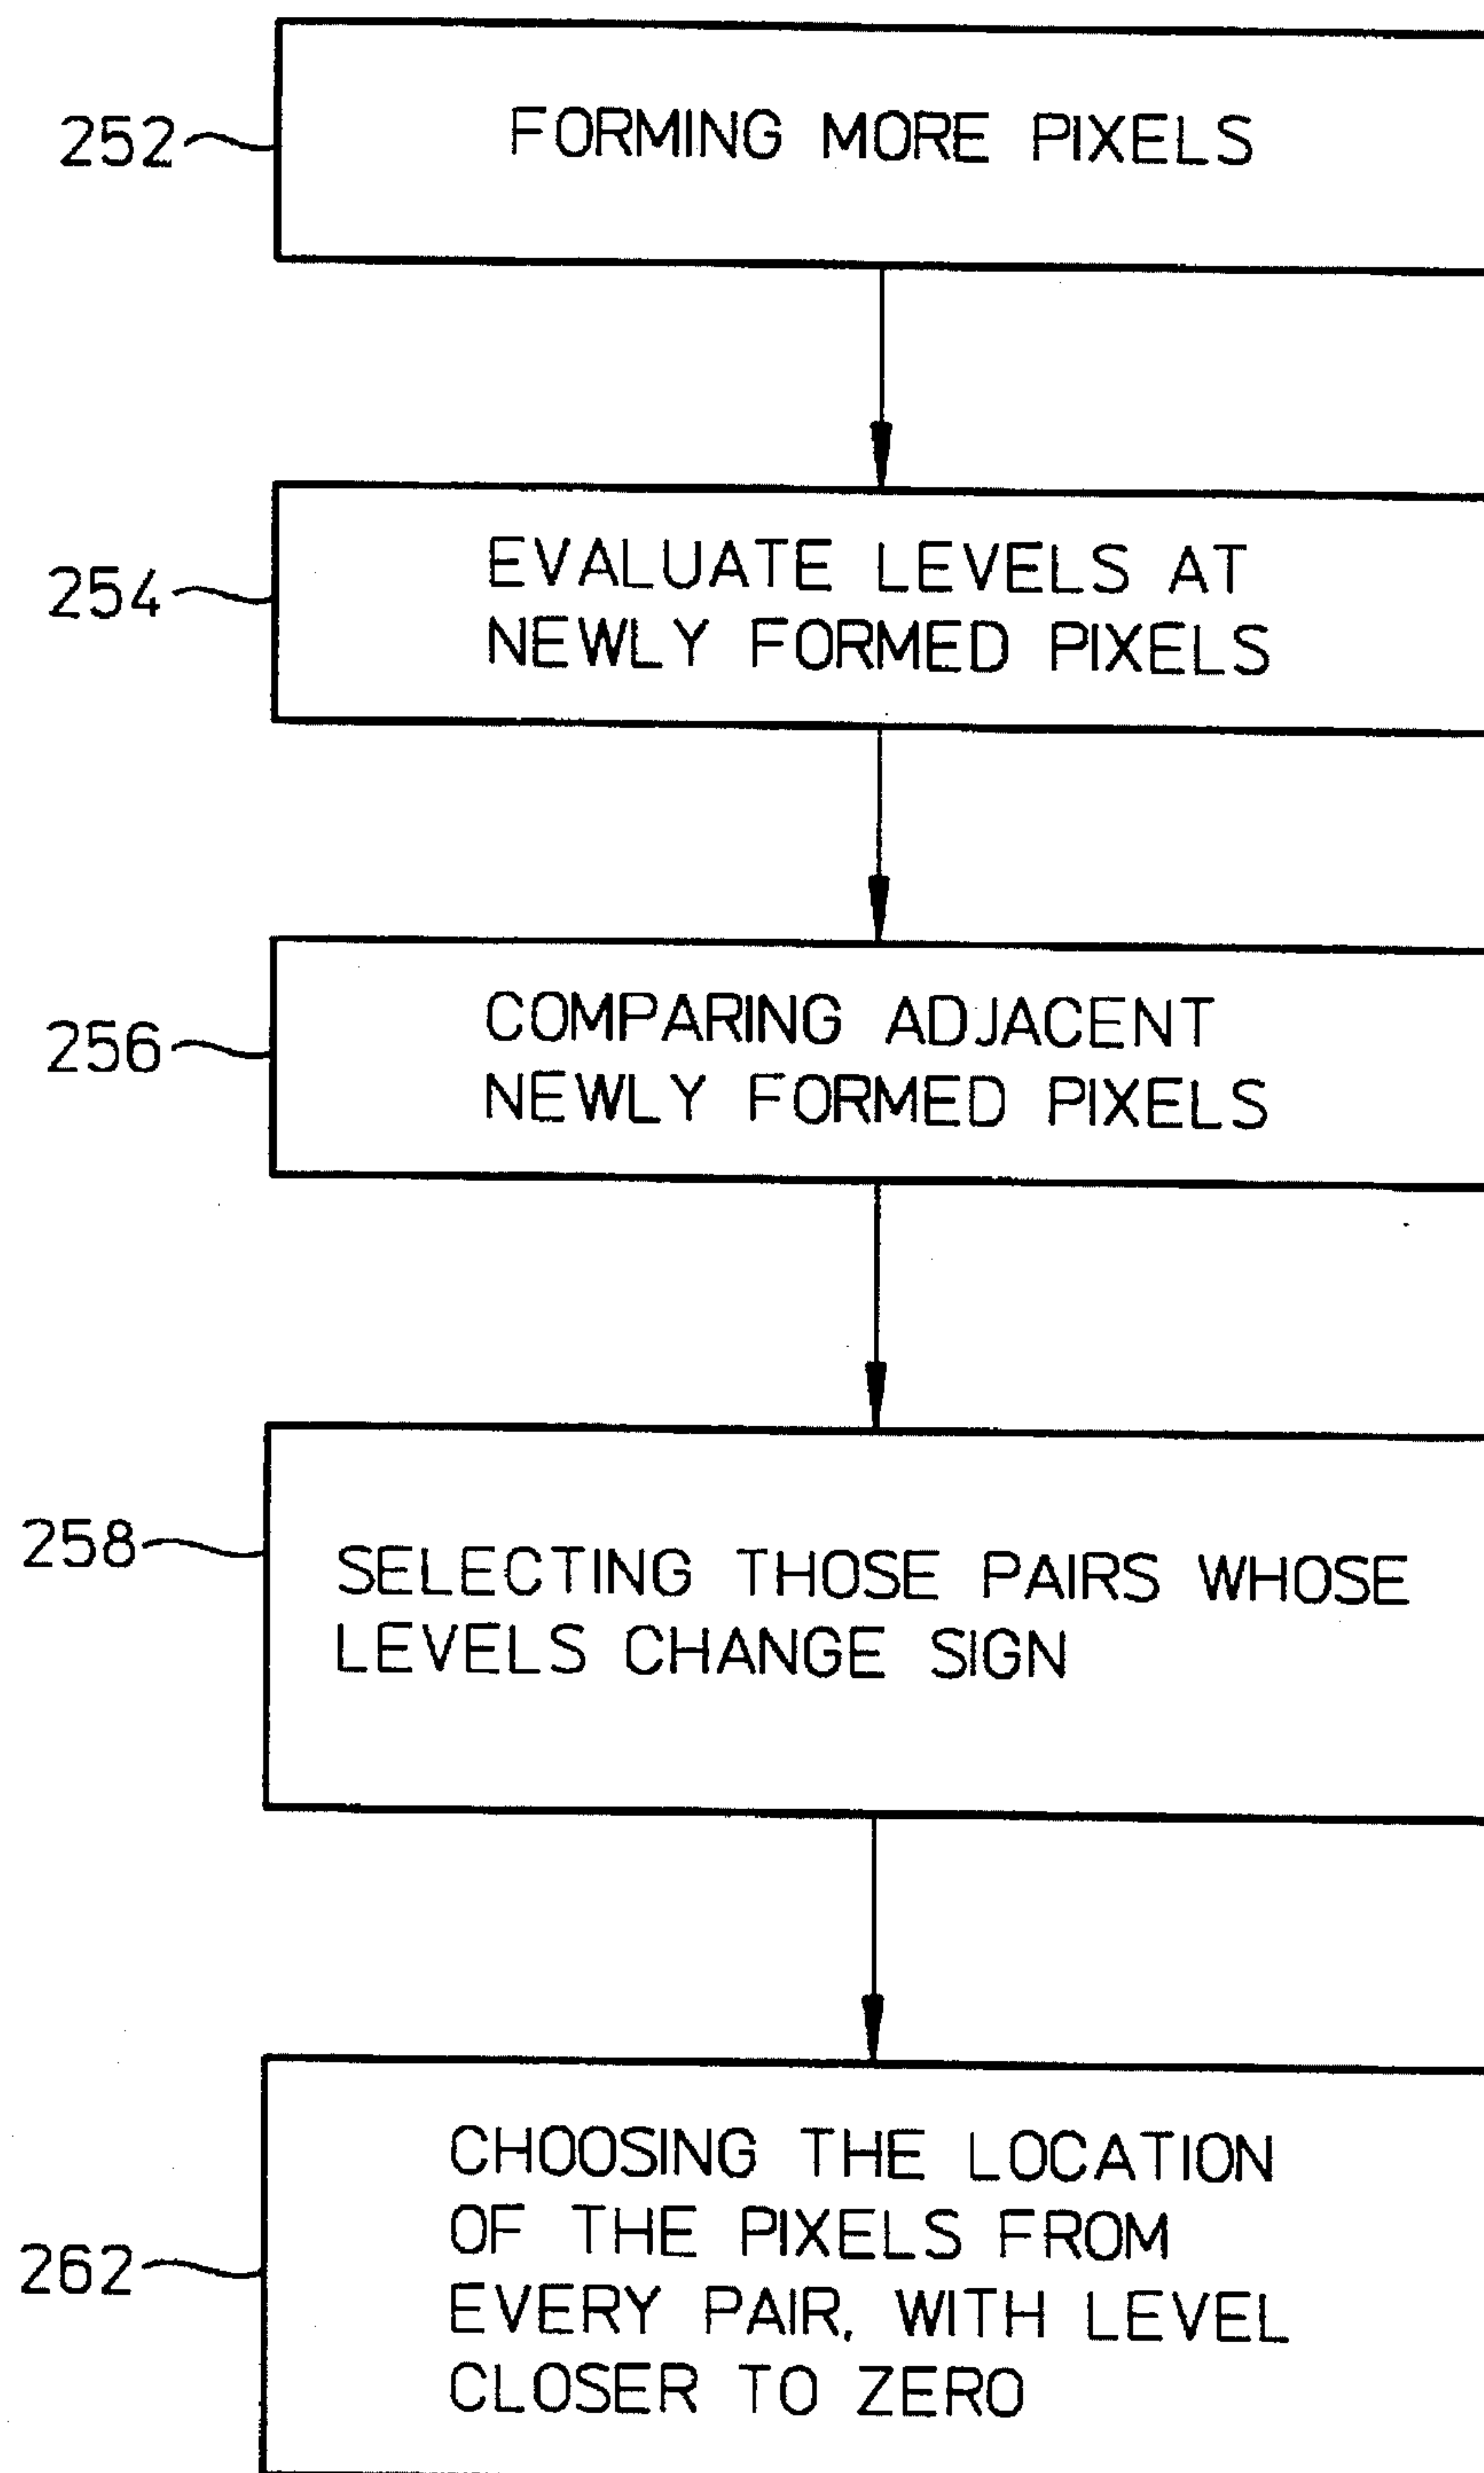 252
FORMING MORE PIXELS
254
EVALUATE LEVELS AT
NEWLY FORMED PIXELS
256
COMPARING ADJACENT
NEWLY FORMED PIXELS
258
SELECTING THOSE PAIRS WHOSE
LEVELS CHANGE SIGN
262
CHOOSING THE LOCATION
OF THE PIXELS FROM
EVERY PAIR, WITH LEVEL
CLOSER TO ZERO